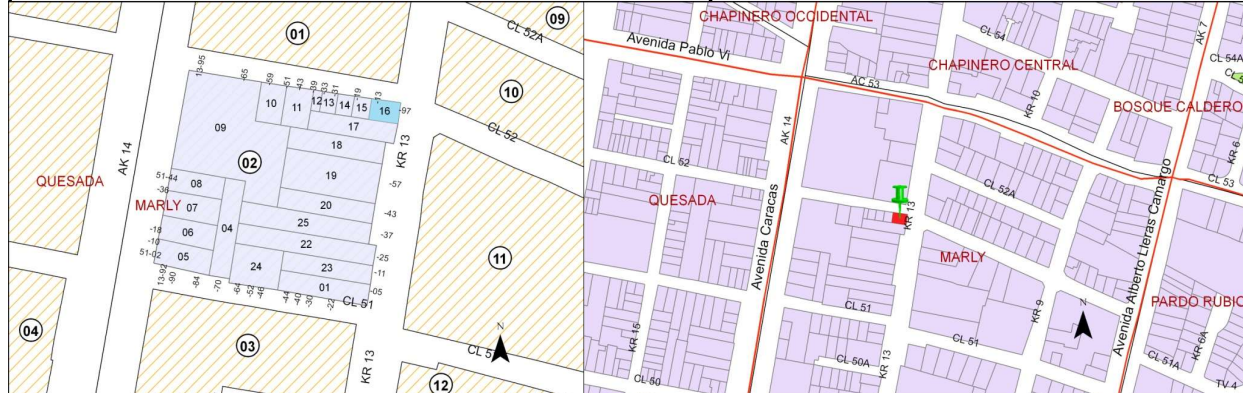 01
09
CL 52A
10
CL 52
13-95
-65
-59
-51
-43
-39
-33
-31
-19
-13
-97
10
11
12
13
14
15
16
17
18
09
02
19
KR 13
AK 14
QUESADA
MARLY
51-44
-36
08
07
-18
-10
06
51-02
05
04
20
-57
-43
25
-37
22
-25
23
-11
24
01
-05
13-92
-90
-84
-70
-64
-52
-46
-44
-40
-30
-22
CL 51
11
04
03
KR 13
N
12
CHAPINERO OCCIDENTAL
Avenida Pablo Vi
CL 54
AK 7
CL 54A
CHAPINERO CENTRAL
AC 53
KR 10
BOSQUE CALDERO
AK 14
CL 52
KR 6
CL 53
CL 52A
QUESADA
KR 13
Avenida Caracas
MARLY
Avenida Alberto Lleras Camargo
PARDO RUBIO
CL 51
KR 9
N
KR 15
CL 51
KR 6A
CL 50A
KR 13
CL 51A
CL 50
TV 4